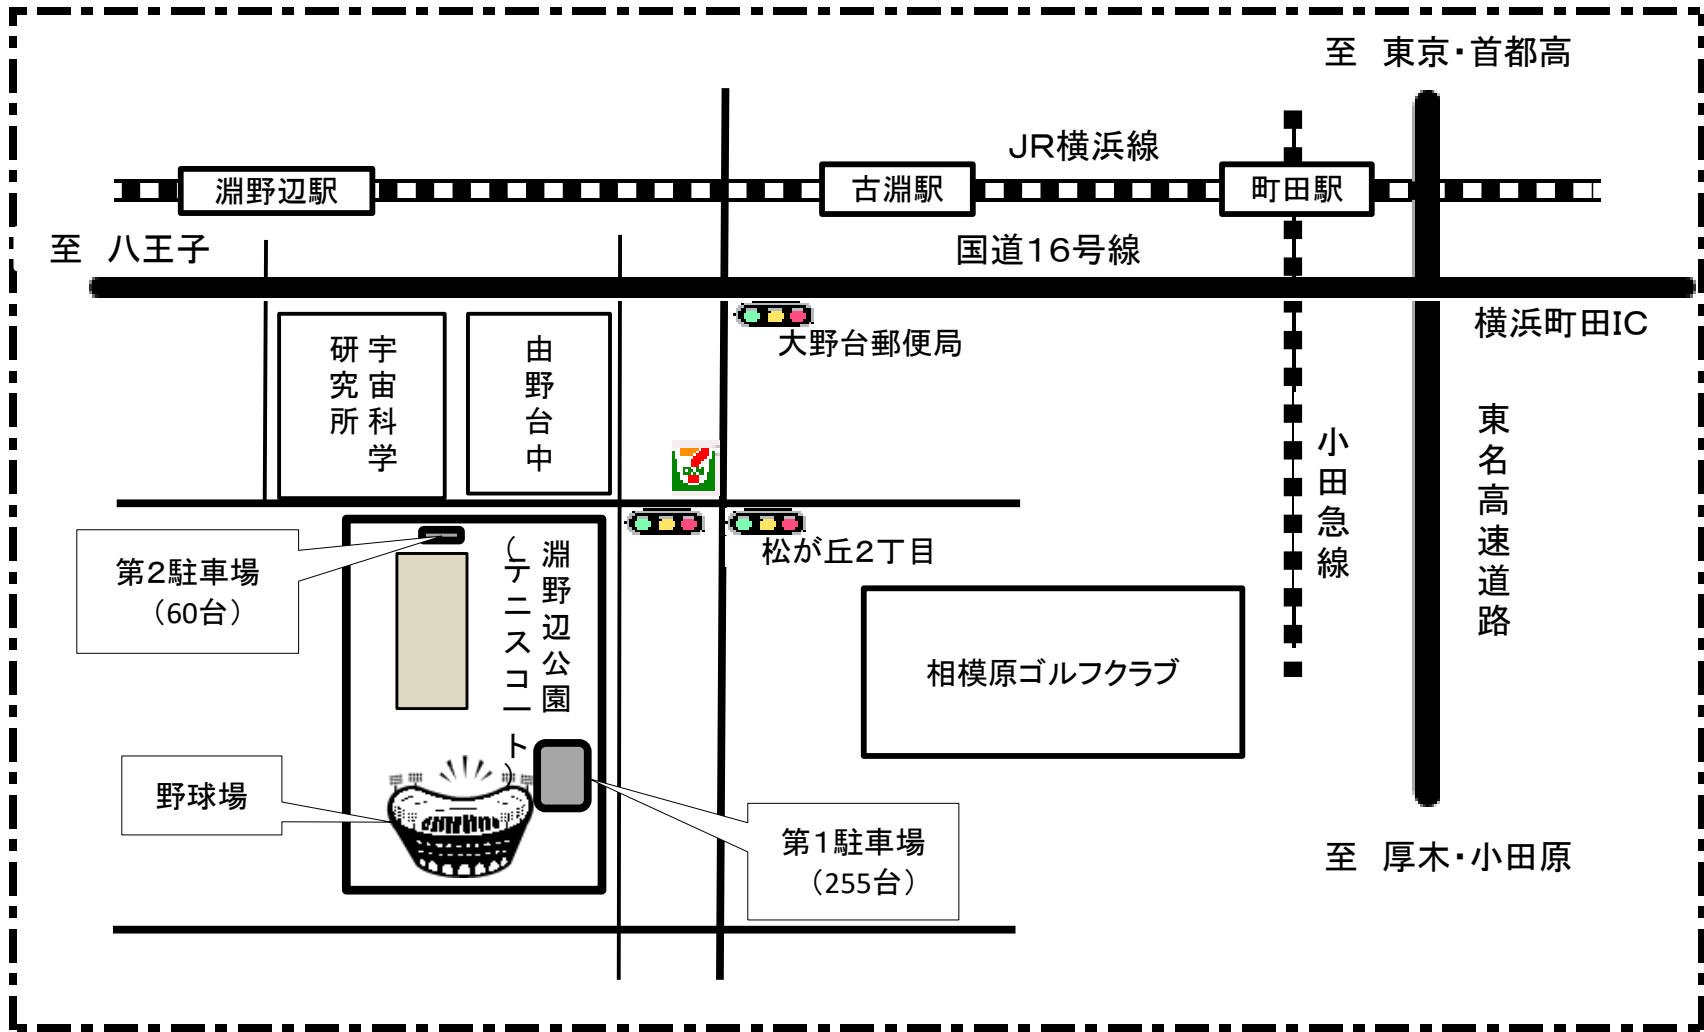 至　東京・首都高
JR横浜線
淵野辺駅
古淵駅
町田駅
至　八王子
国道16号線
横浜町田IC
大野台郵便局
宇宙科学
研究所
由野台中
小田急線
東名高速道路
松が丘2丁目
第2駐車場
（60台）
淵野辺公園
（テニスコート）
相模原ゴルフクラブ
野球場
第1駐車場
（255台）
至　厚木・小田原